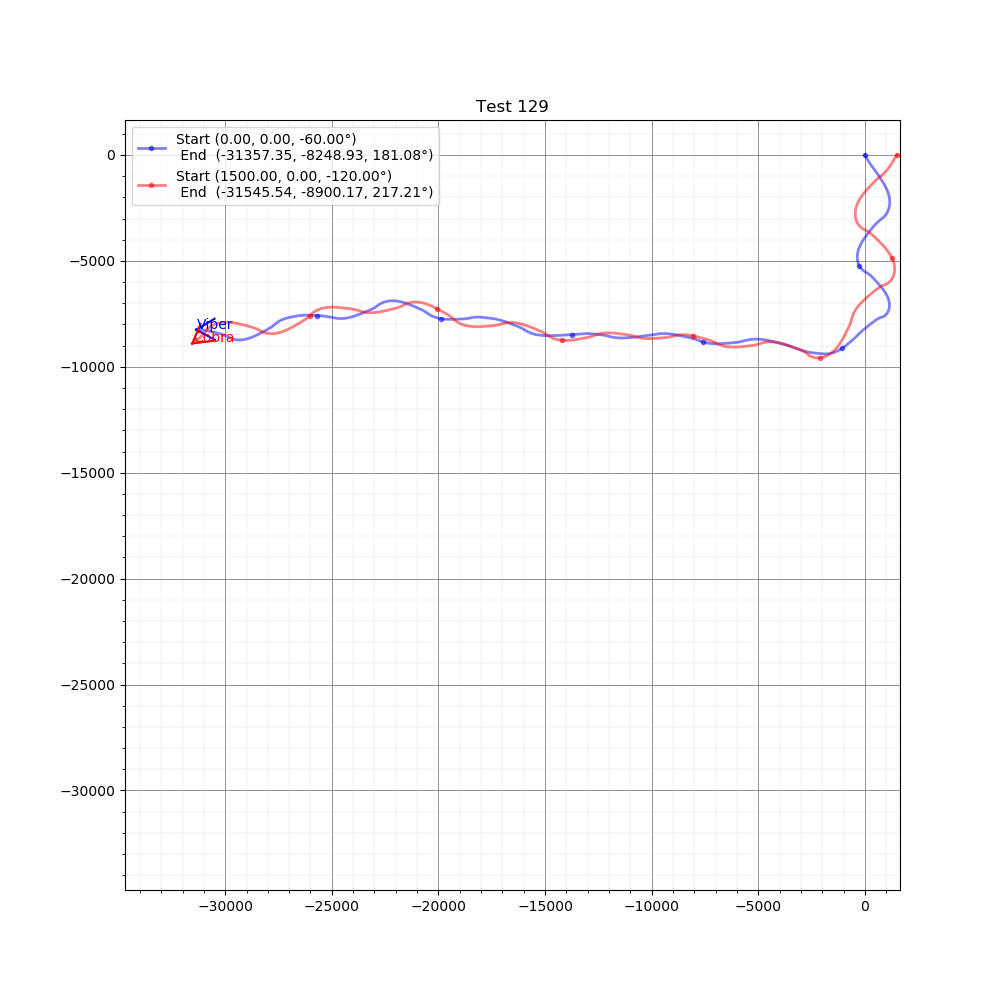 Test 129
Start (0.00, 0.00, -60.00°)
End (-31357.35, -8248.93, 181.08°)
Start (1500.00, 0.00, -120.00°)
End (-31545.54, -8900.17, 217.21°)
0
−5000
−10000
−15000
−20000
−25000
−30000
Viper
Cobra
−30000 −25000 −20000 −15000 −10000 −5000 0